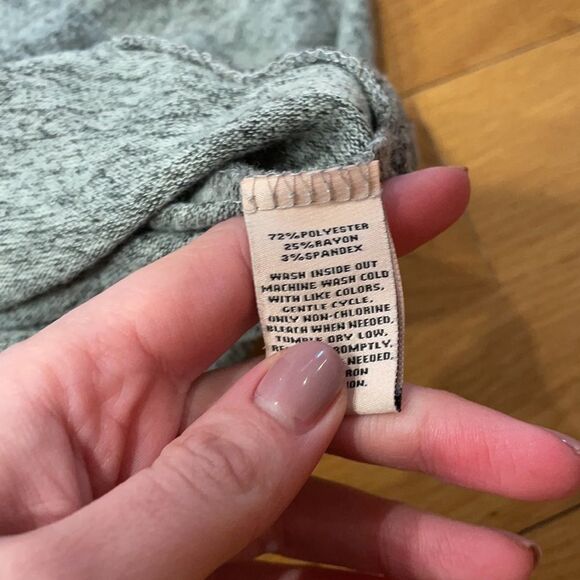 72%POLYESTER
25%RAYON
3%SPANDEX
WASH INSIDE OUT
MACHINE WASH COLD
WITH LIKE COLORS,
GENTLE CYCLE,
ONLY NON-CHLORINE
BLEACH WHEN NEEDED,
TUMBLE DRY LOW,
NEEDED,